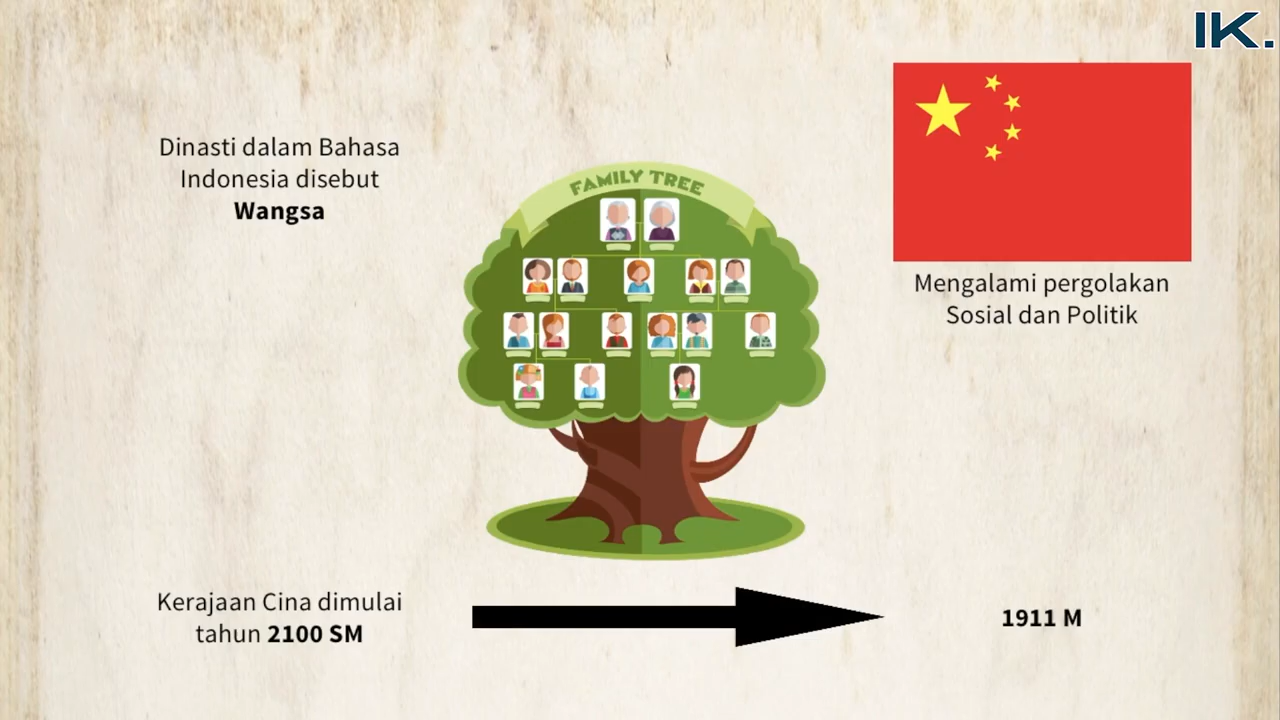 IK.
Dinasti dalam Bahasa
Indonesia disebut
Wangsa
FAMILY TREE
Mengalami pergolakan
Sosial dan Politik
Kerajaan Cina dimulai
tahun 2100 SM
1911 M